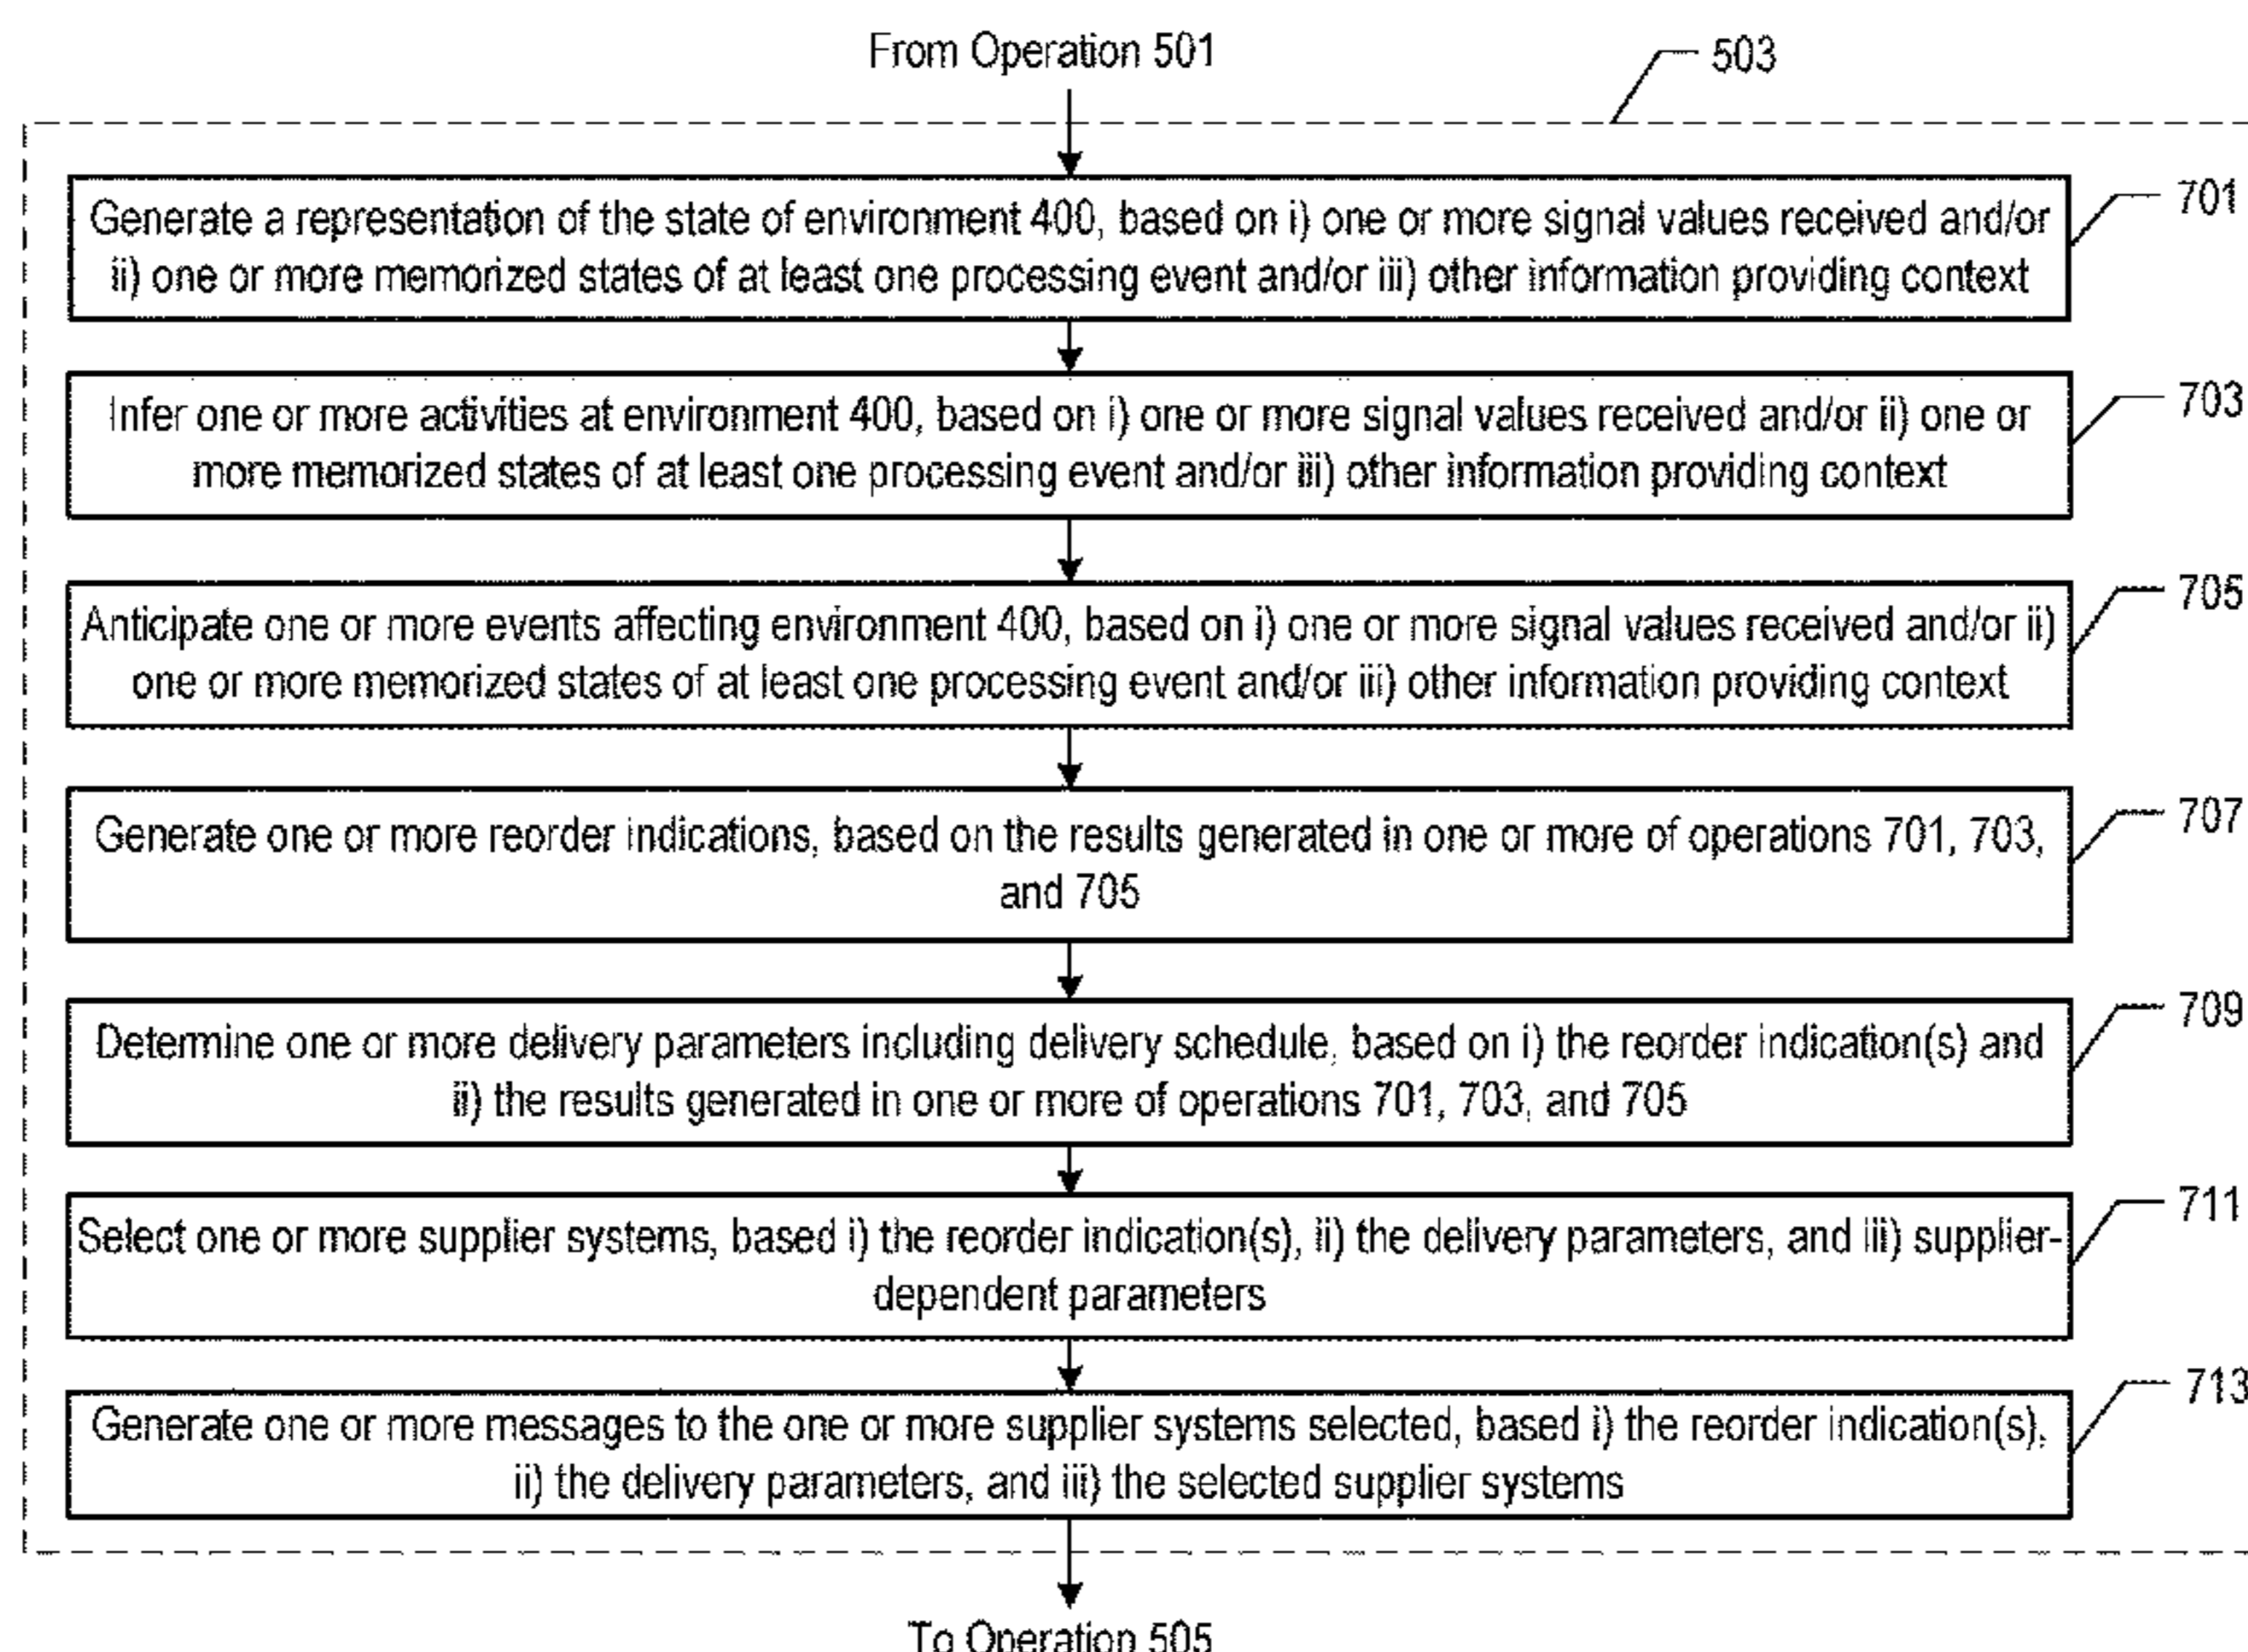 From Operation 501
503
Generate a representation of the state of environment 400, based on i) one or more signal values received and/or
ii) one or more memorized states of at least one processing event and/or iii) other information providing context
701
Infer one or more activities at environment 400, based on i) one or more signal values received and/or ii) one or
more memorized states of at least one processing event and/or iii) other information providing context
703
Anticipate one or more events affecting environment 400, based on i) one or more signal values received and/or ii)
one or more memorized states of at least one processing event and/or iii) other information providing context
705
Generate one or more reorder indications, based on the results generated in one or more of operations 701, 703,
and 705
707
Determine one or more delivery parameters including delivery schedule, based on i) the reorder indication(s) and
ii) the results generated in one or more of operations 701, 703, and 705
709
Select one or more supplier systems, based i) the reorder indication(s), ii) the delivery parameters, and iii) supplier-
dependent parameters
711
Generate one or more messages to the one or more supplier systems selected, based i) the reorder indication(s),
ii) the delivery parameters, and iii) the selected supplier systems
713
To Operation 505